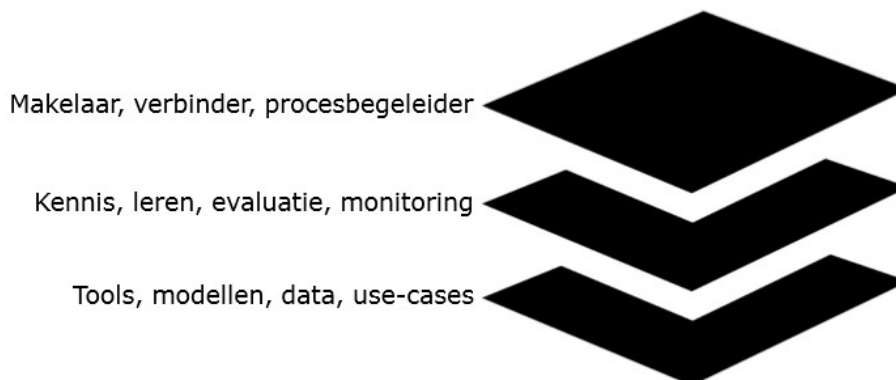 Makelaar, verbinder, procesbegeleider
Kennis, leren, evaluatie, monitoring
Tools, modellen, data, use-cases